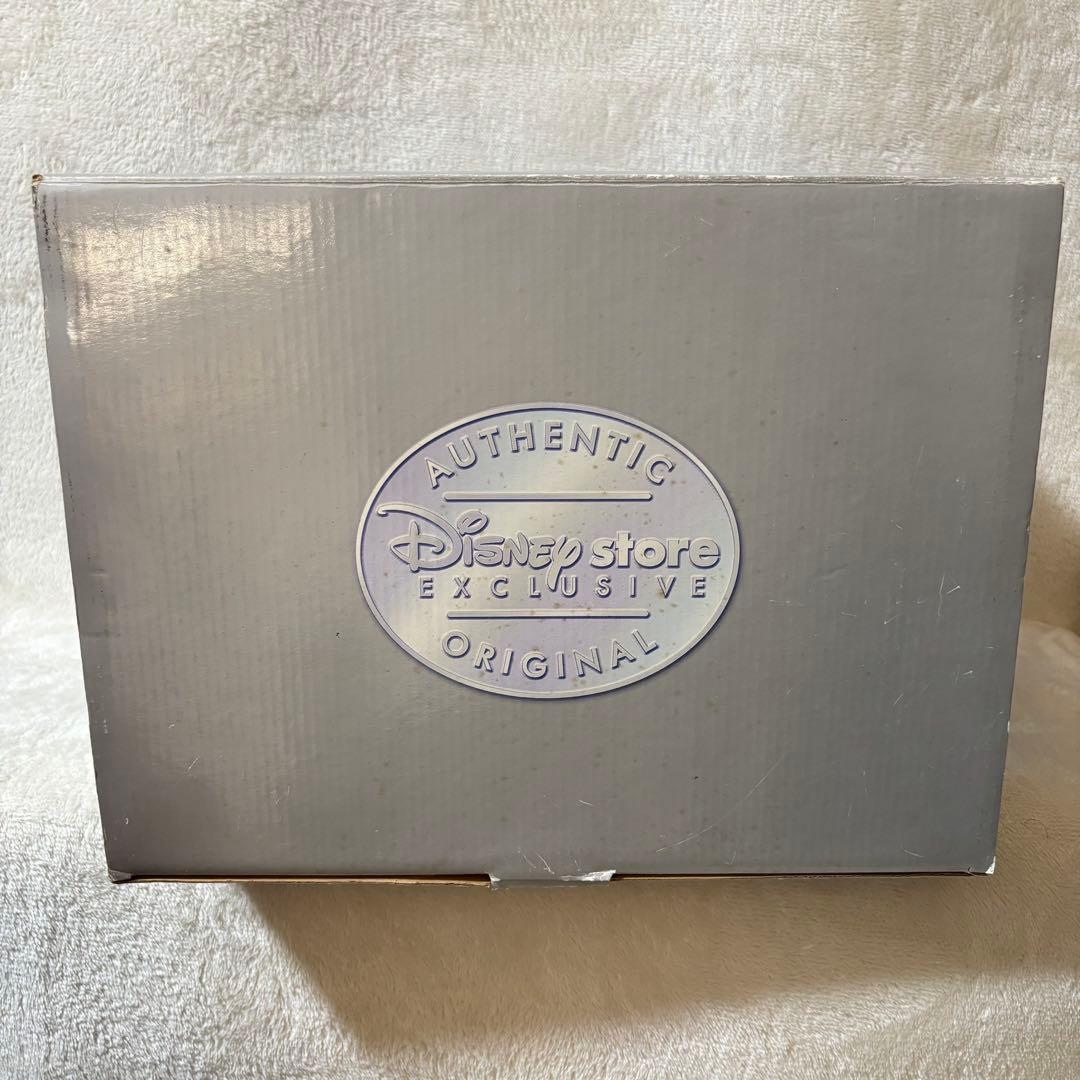 AUTHENTIC
Disney store
EXCLUSIVE
ORIGINAL